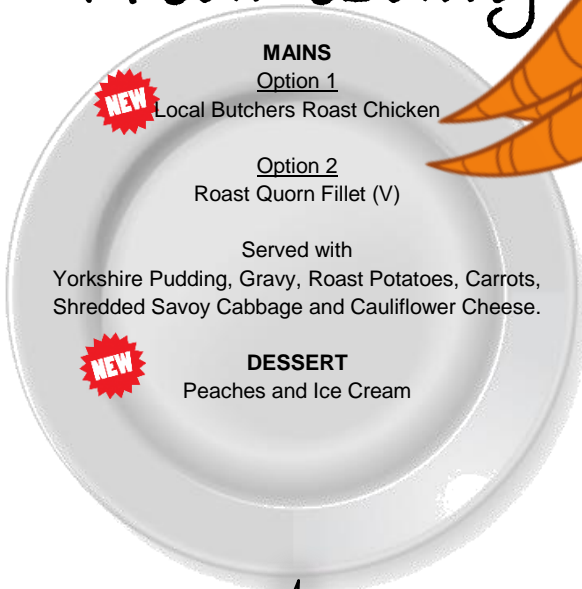 MAINS
Option 1
NEW
Local Butchers Roast Chicken
Option 2
Roast Quorn Fillet (V)
Served with
Yorkshire Pudding, Gravy, Roast Potatoes, Carrots,
Shredded Savoy Cabbage and Cauliflower Cheese.
NEW
DESSERT
Peaches and Ice Cream